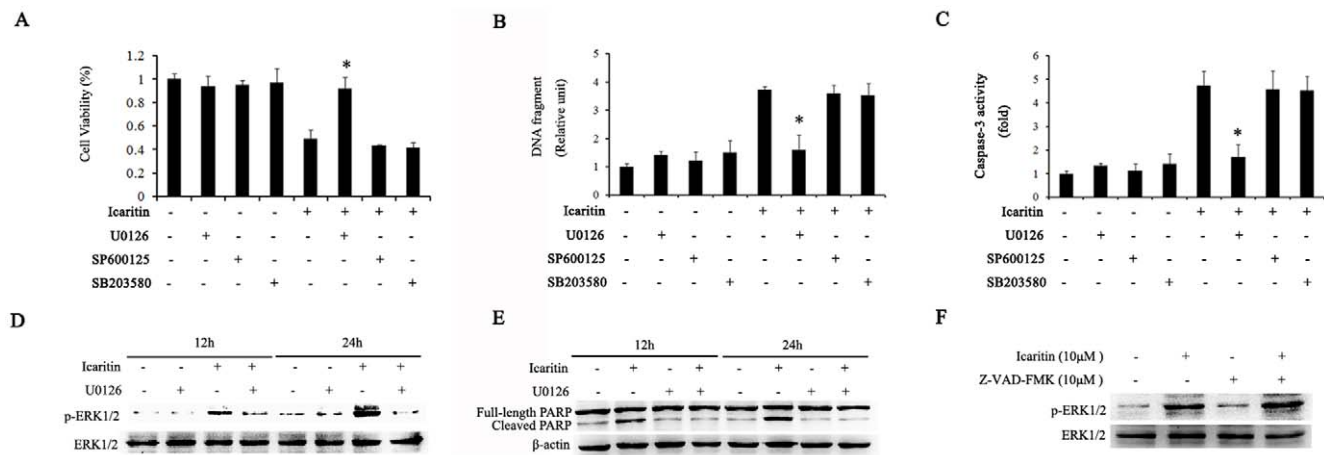 A
Cell Viability (%)
1.2
1
0.8
0.6
0.4
0.2
0
Icaritin - - - - + + + +
U0126 - + - - - + - -
SP600125 - - + - - - + -
SB203580 - - - + - - - +
B
DNA fragment
(Relative unit)
5
4
3
2
1
0
*
Icaritin - - - - + + + +
U0126 - + - - - + - -
SP600125 - - + - - - + -
SB203580 - - - + - - - +
C
Caspase-3 activity
(fold)
6
5
4
3
2
1
0
*
Icaritin - - - - + + + +
U0126 - + - - - + - -
SP600125 - - + - - - + -
SB203580 - - - + - - - +
D
12h 24h
Icaritin - - + + - - + +
U0126 - + - + - + - +
p-ERK1/2
ERK1/2
E
12h 24h
Icaritin - + - + - + - +
U0126 - - + + - - + +
Full-length PARP
Cleaved PARP
β-actin
F
Icaritin (10μM ) - + - +
Z-VAD-FMK (10μM ) - - + +
p-ERK1/2
ERK1/2